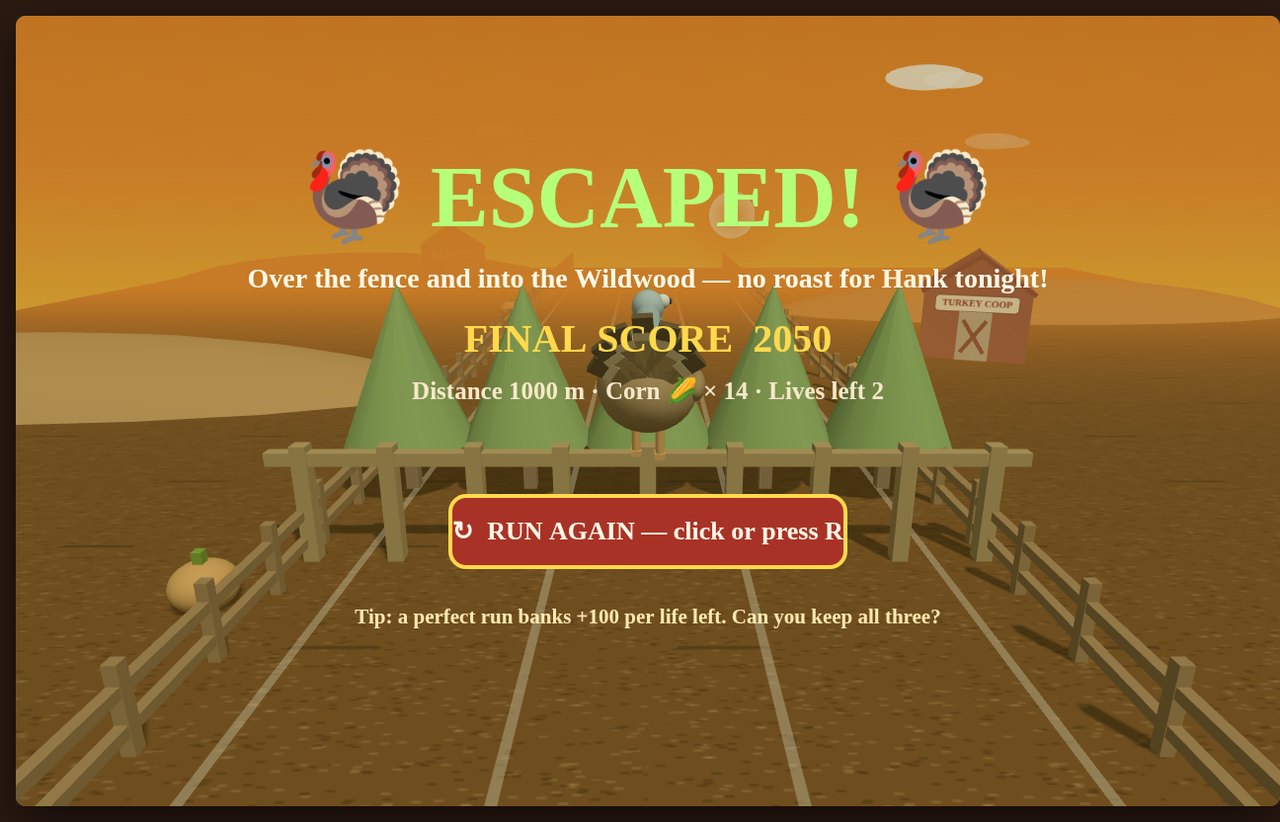 ESCAPED!
Over the fence and into the Wildwood — no roast for Hank tonight!
TURKEY COOP
FINAL SCORE 2050
Distance 1000 m · Corn 🌽 × 14 · Lives left 2
↻ RUN AGAIN — click or press R
Tip: a perfect run banks +100 per life left. Can you keep all three?